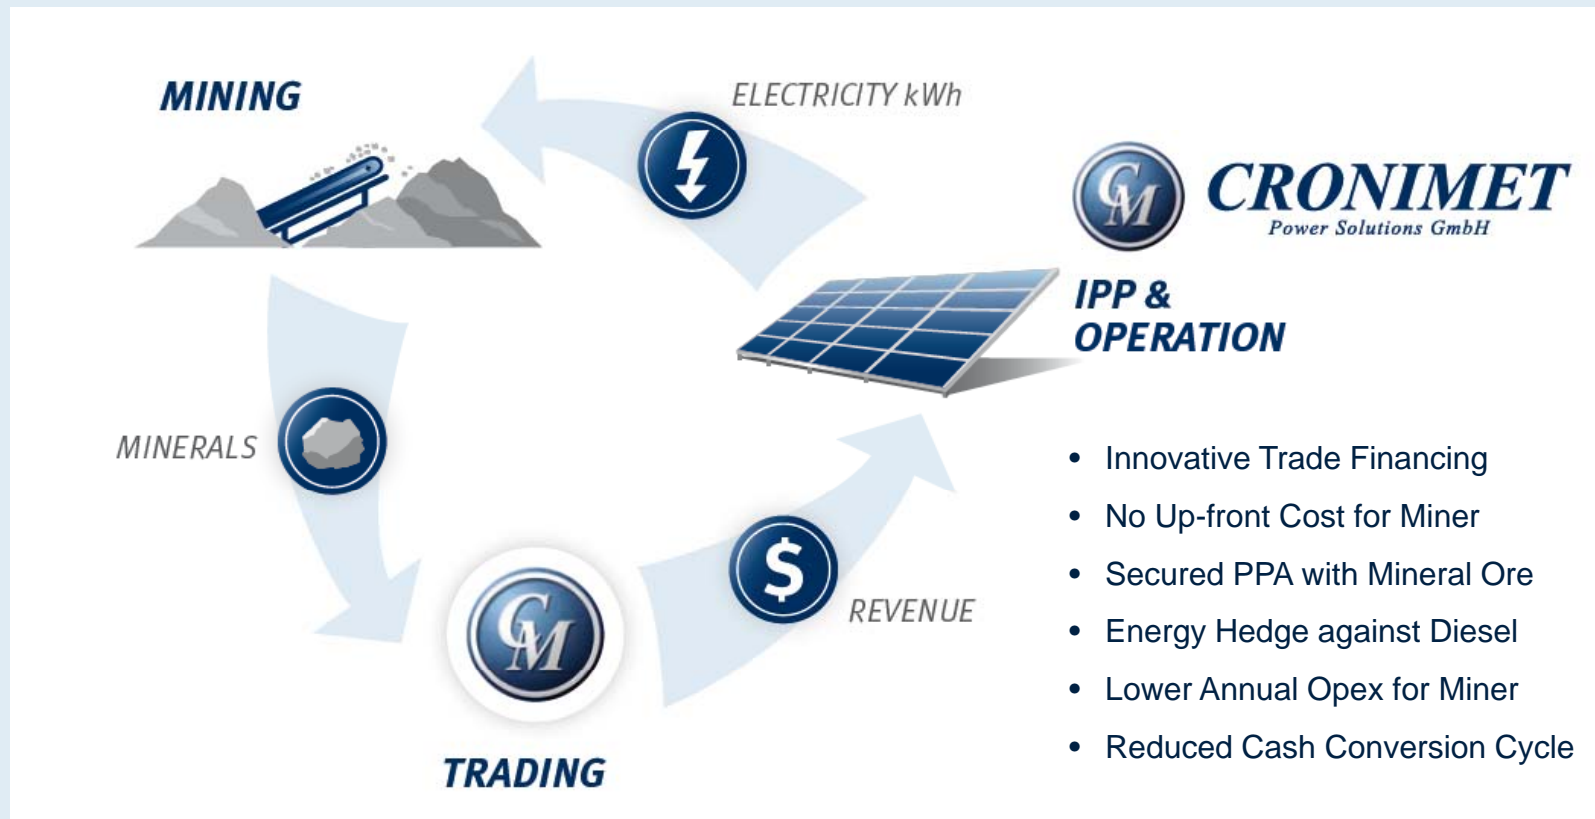 MINING
ELECTRICITY kWh
CM
CRONIMET
Power Solutions GmbH
IPP &
OPERATION
MINERALS
$
REVENUE
CM
TRADING
• Innovative Trade Financing
• No Up-front Cost for Miner
• Secured PPA with Mineral Ore
• Energy Hedge against Diesel
• Lower Annual Opex for Miner
• Reduced Cash Conversion Cycle